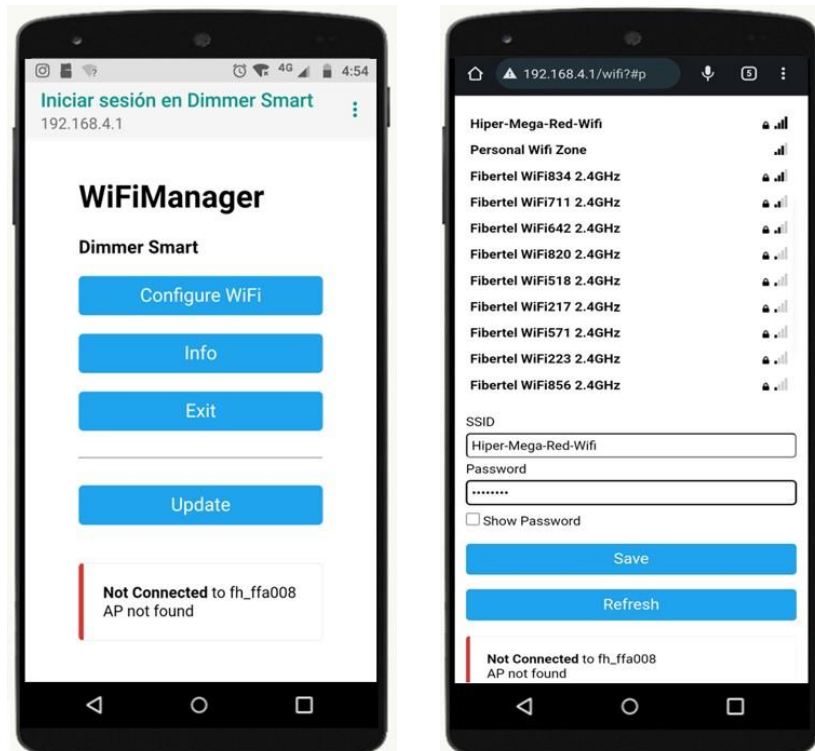 4G 4:54
Iniciar sesión en Dimmer Smart
192.168.4.1
WiFiManager
Dimmer Smart
Configure WiFi
Info
Exit
Update
Not Connected to fh_ffa008
AP not found
192.168.4.1/wifi?#p 5
Hiper-Mega-Red-Wifi
Personal Wifi Zone
Fibertel WiFi834 2.4GHz
Fibertel WiFi711 2.4GHz
Fibertel WiFi642 2.4GHz
Fibertel WiFi820 2.4GHz
Fibertel WiFi518 2.4GHz
Fibertel WiFi217 2.4GHz
Fibertel WiFi571 2.4GHz
Fibertel WiFi223 2.4GHz
Fibertel WiFi856 2.4GHz
SSID
Hiper-Mega-Red-Wifi
Password
••••••••
Show Password
Save
Refresh
Not Connected to fh_ffa008
AP not found